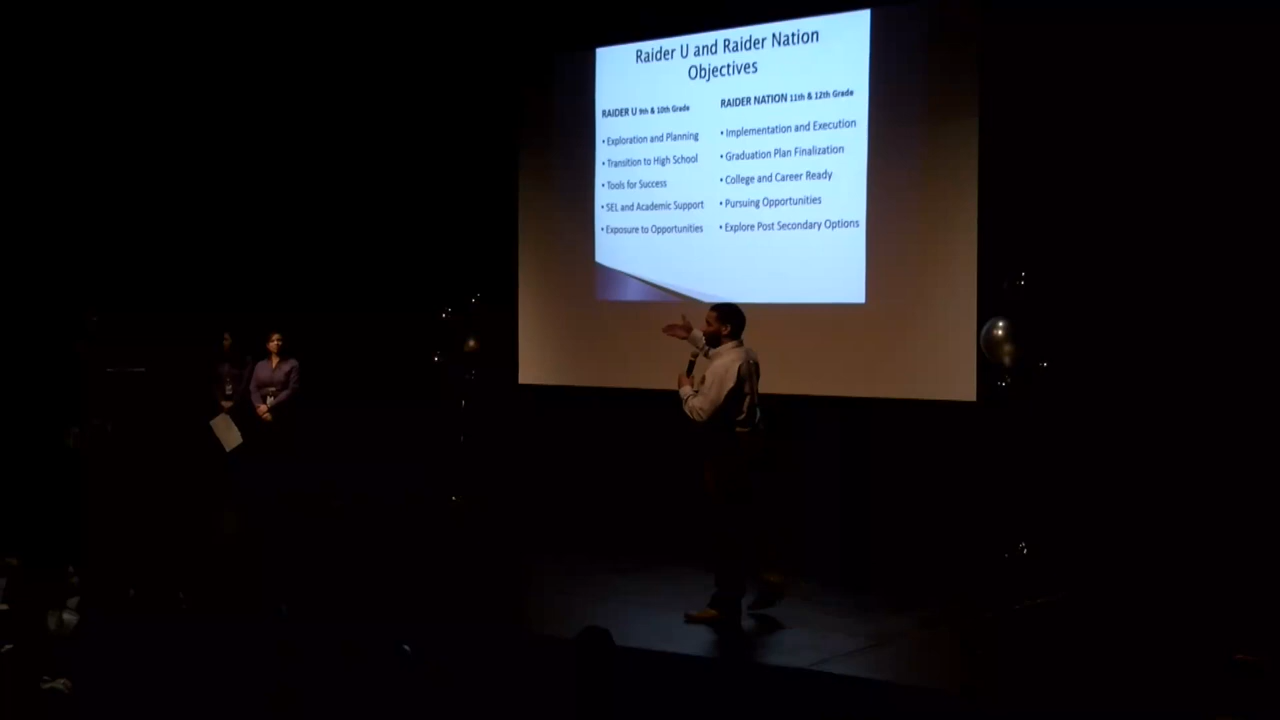 Raider U and Raider Nation
Objectives
RAIDER U 9th & 10th Grade
• Exploration and Planning
• Transition to High School
• Tools for Success
• SEL and Academic Support
• Exposure to Opportunities
RAIDER NATION 11th & 12th Grade
• Implementation and Execution
• Graduation Plan Finalization
• College and Career Ready
• Pursuing Opportunities
• Explore Post Secondary Options